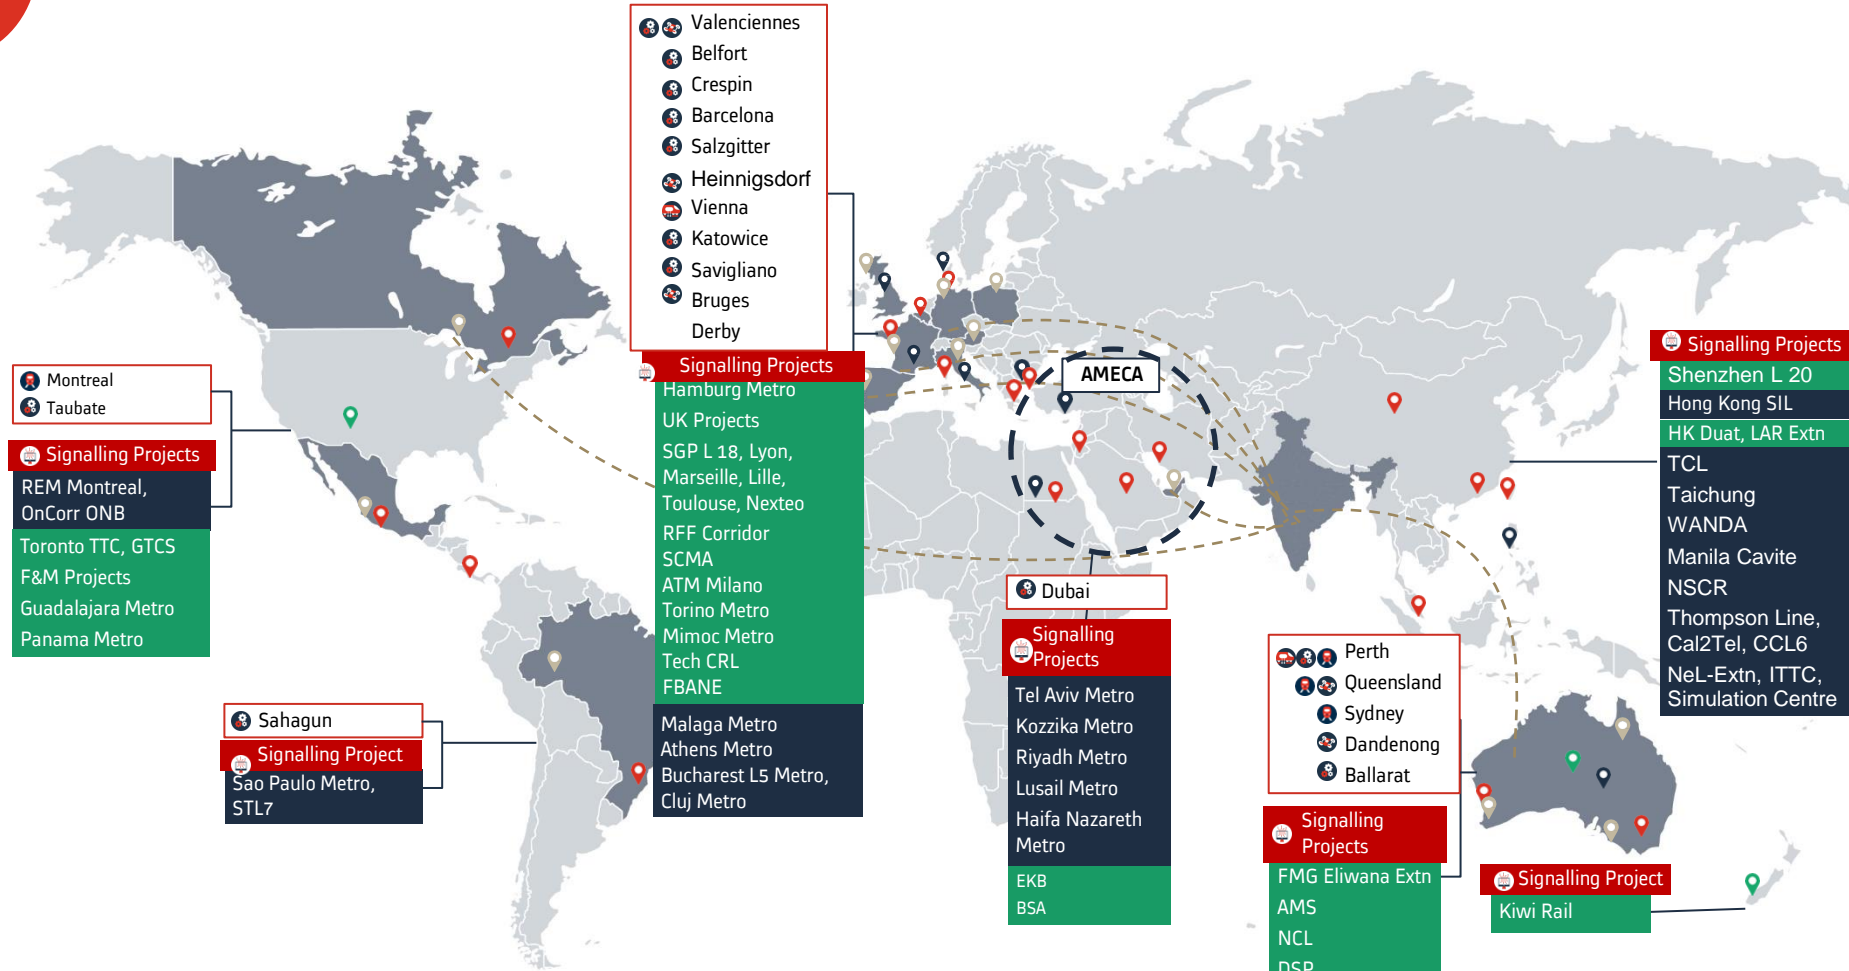 Valenciennes
Belfort
Crespin
Barcelona
Salzgitter
Heinnigsdorf
Vienna
Katowice
Savigliano
Bruges
Derby
Signalling Projects
Hamburg Metro
UK Projects
SGP L 18, Lyon,
Marseille, Lille,
Toulouse, Nexteo
RFF Corridor
SCMA
ATM Milano
Torino Metro
Mimoc Metro
Tech CRL
FBANE
Malaga Metro
Athens Metro
Bucharest L5 Metro,
Cluj Metro
Montreal
Taubate
Signalling Projects
REM Montreal,
OnCorr ONB
Toronto TTC, GTCS
F&M Projects
Guadalajara Metro
Panama Metro
Sahagun
Signalling Project
Sao Paulo Metro,
STL7
AMECA
Dubai
Signalling
Projects
Tel Aviv Metro
Kozzika Metro
Riyadh Metro
Lusail Metro
Haifa Nazareth
Metro
EKB
BSA
Signalling Projects
Shenzhen L 20
Hong Kong SIL
HK Duat, LAR Extn
TCL
Taichung
WANDA
Manila Cavite
NSCR
Thompson Line,
Cal2Tel, CCL6
NeL-Extn, ITTC,
Simulation Centre
Perth
Queensland
Sydney
Dandenong
Ballarat
Signalling
Projects
FMG Eliwana Extn
AMS
NCL
DSP
Signalling Project
Kiwi Rail